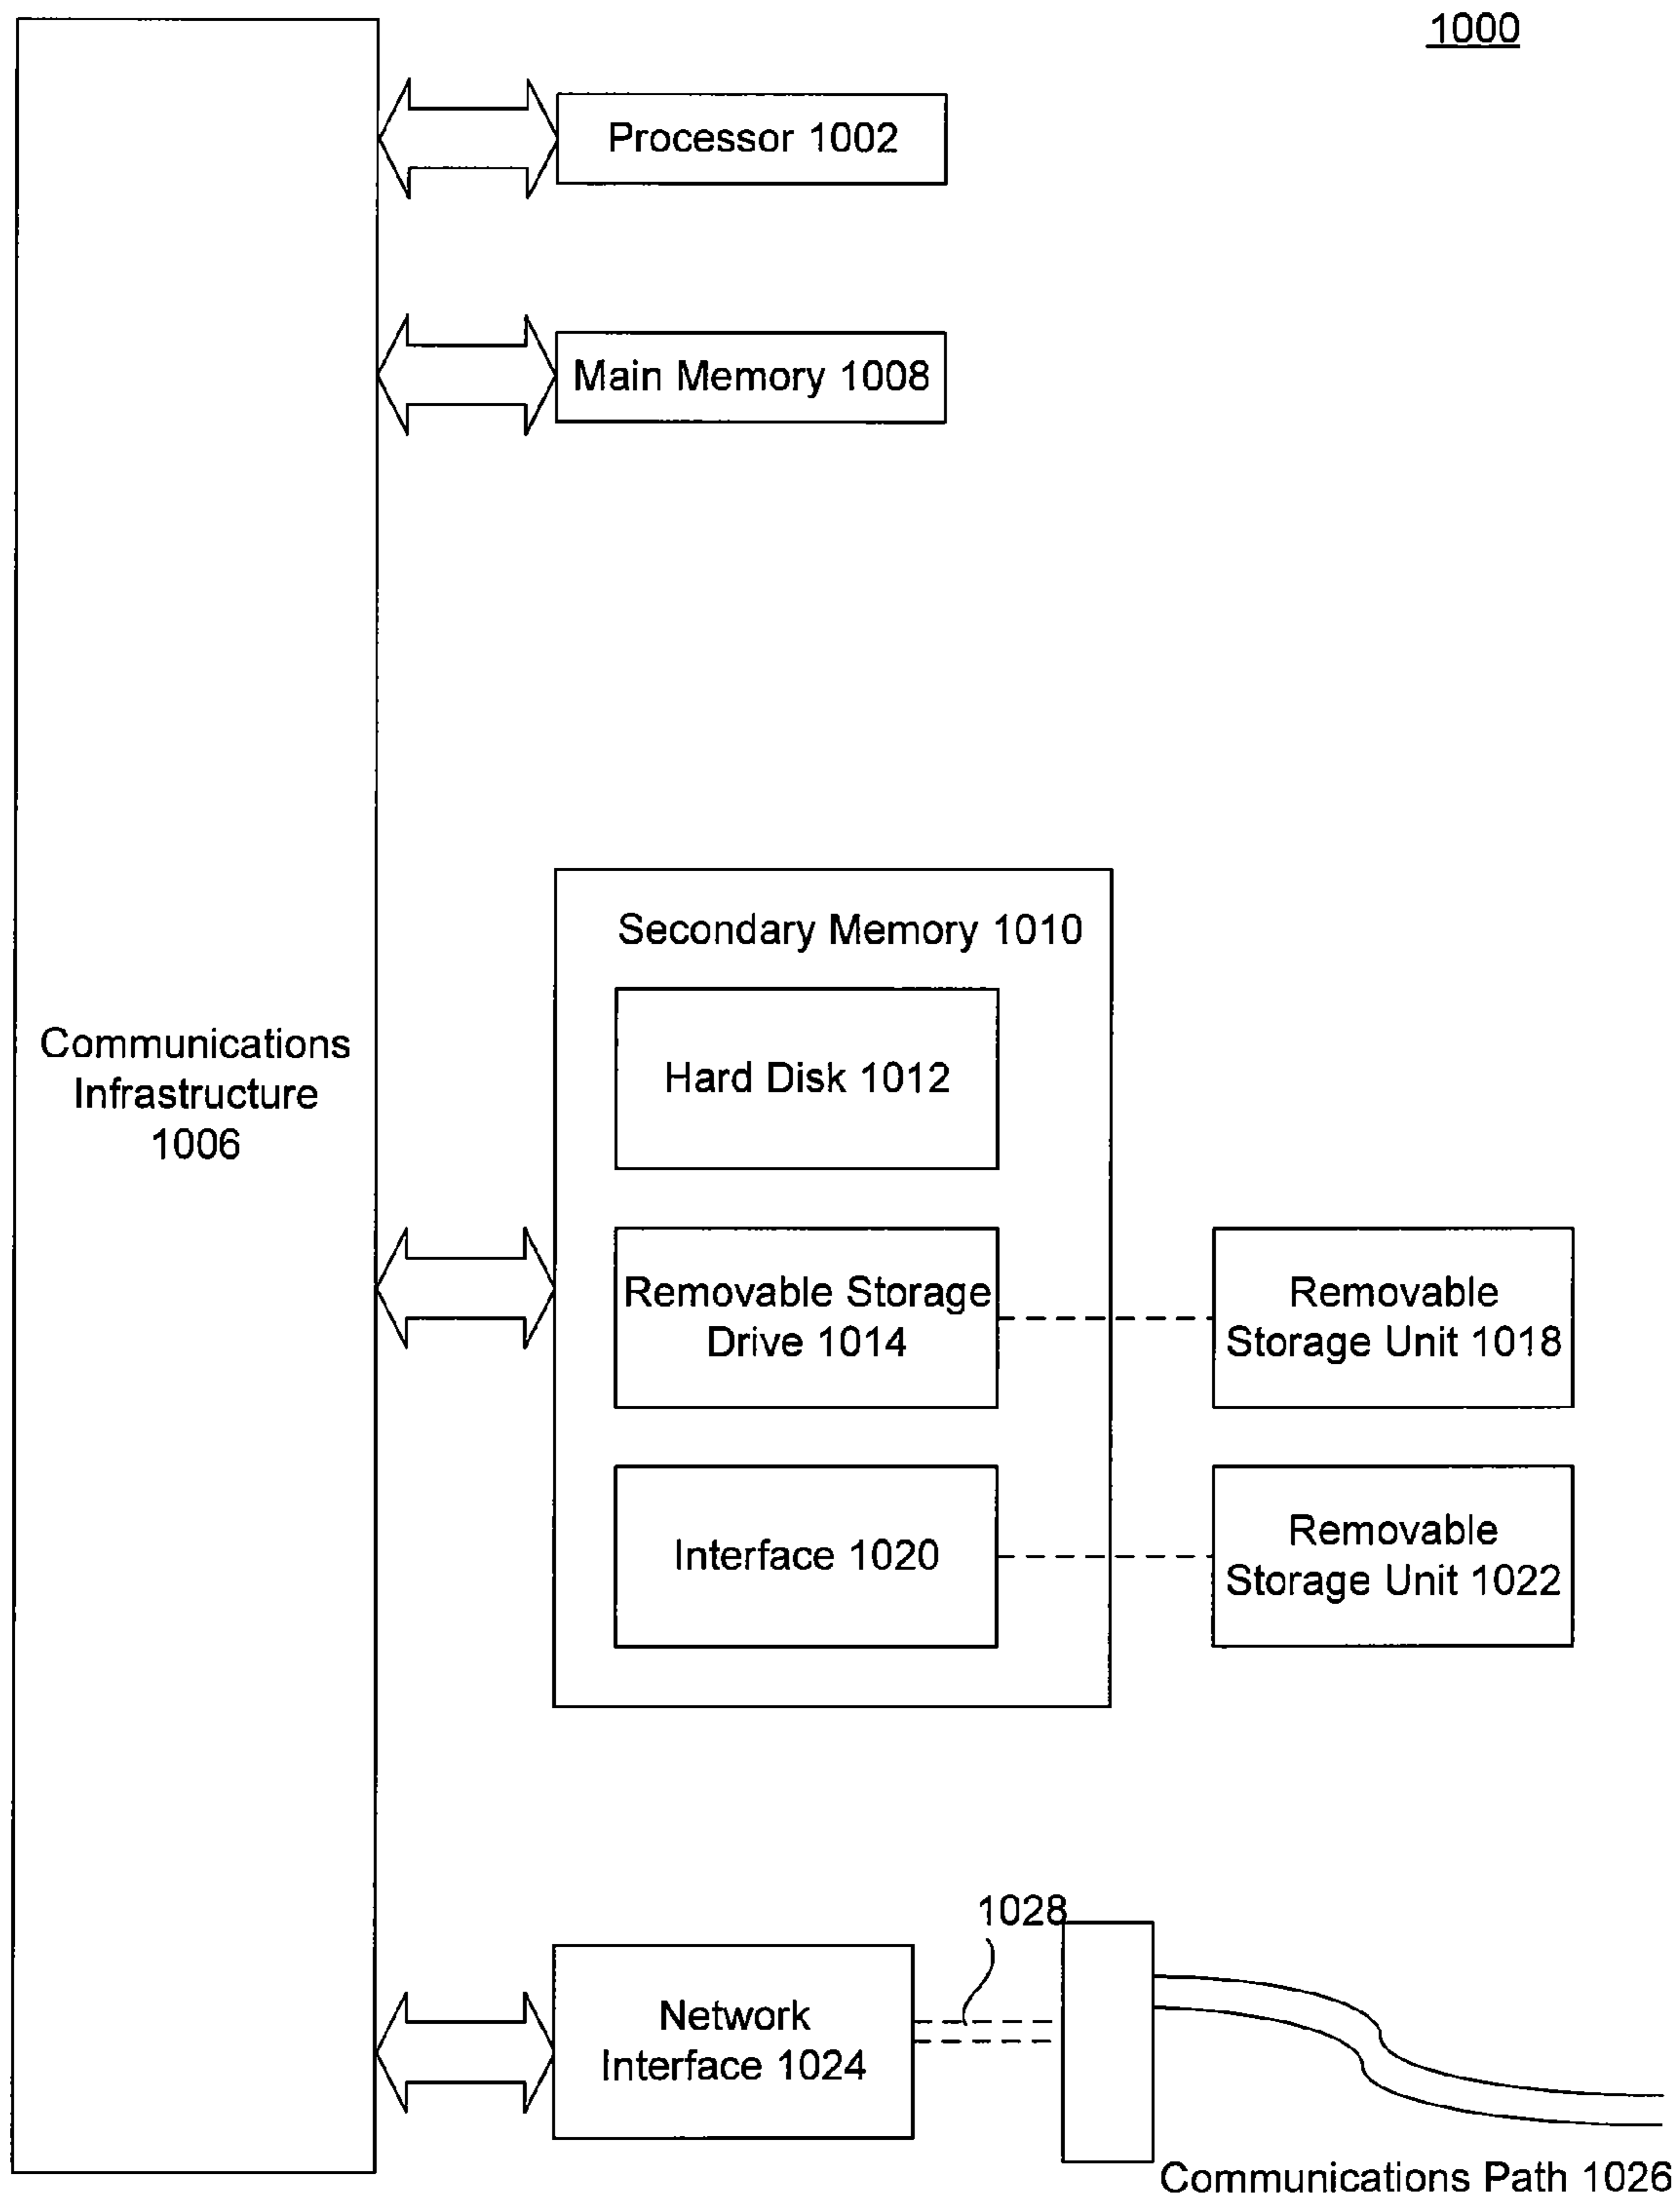 1000
Processor 1002
Main Memory 1008
Secondary Memory 1010
Communications
Infrastructure
1006
Hard Disk 1012
Removable Storage
Drive 1014
Removable
Storage Unit 1018
Interface 1020
Removable
Storage Unit 1022
1028
Network
Interface 1024
Communications Path 1026